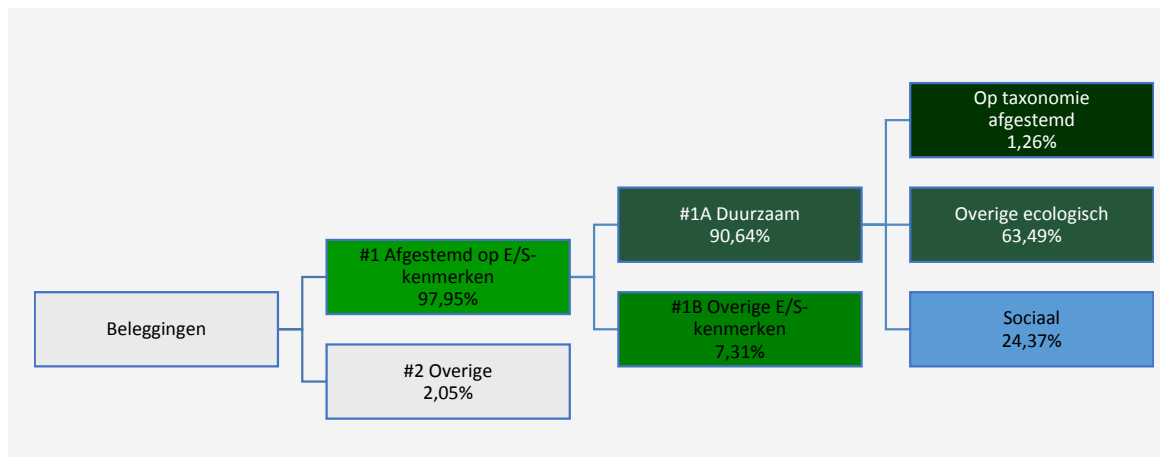 Beleggingen
#1 Afgestemd op E/S-
kenmerken
97,95%
#2 Overige
2,05%
#1A Duurzaam
90,64%
#1B Overige E/S-
kenmerken
7,31%
Op taxonomie
afgestemd
1,26%
Overige ecologisch
63,49%
Sociaal
24,37%